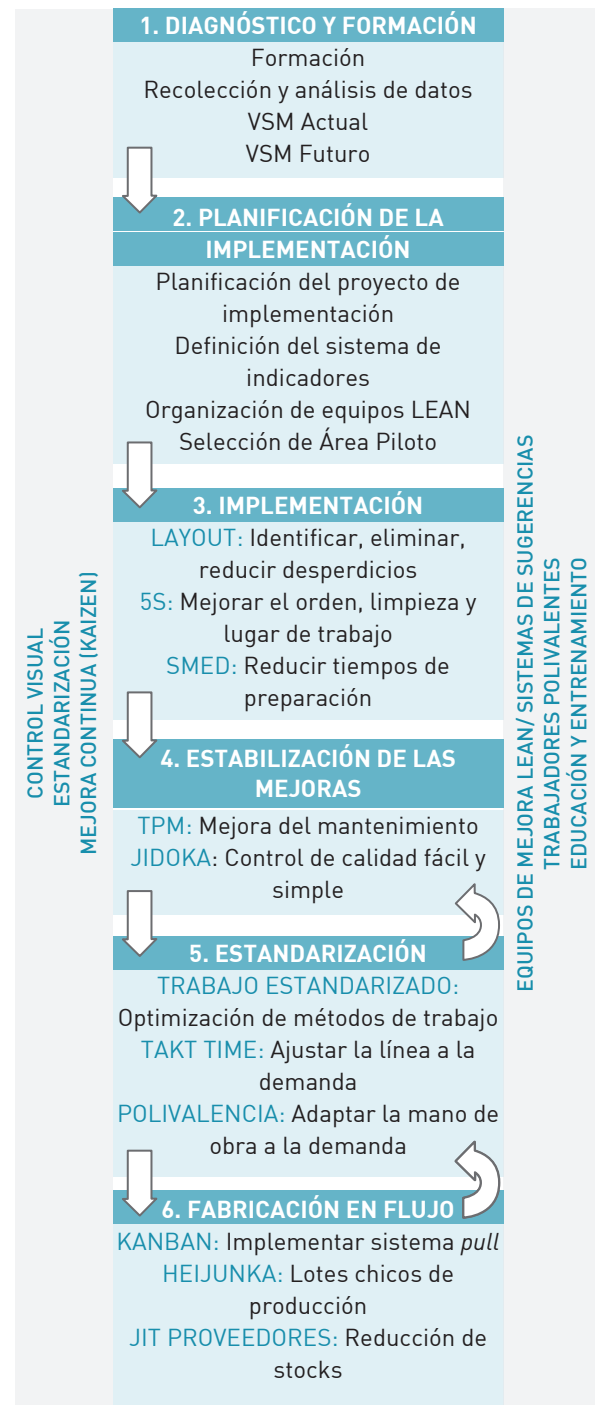 1. DIAGNÓSTICO Y FORMACIÓN
Formación
Recolección y análisis de datos
VSM Actual
VSM Futuro
2. PLANIFICACIÓN DE LA
IMPLEMENTACIÓN
Planificación del proyecto de
implementación
Definición del sistema de
indicadores
Organización de equipos LEAN
Selección de Área Piloto
3. IMPLEMENTACIÓN
LAYOUT: Identificar, eliminar,
reducir desperdicios
5S: Mejorar el orden, limpieza y
lugar de trabajo
SMED: Reducir tiempos de
preparación
4. ESTABILIZACIÓN DE LAS
MEJORAS
TPM: Mejora del mantenimiento
JIDOKA: Control de calidad fácil y
simple
5. ESTANDARIZACIÓN
TRABAJO ESTANDARIZADO:
Optimización de métodos de trabajo
TAKT TIME: Ajustar la línea a la
demanda
POLIVALENCIA: Adaptar la mano de
obra a la demanda
6. FABRICACIÓN EN FLUJO
KANBAN: Implementar sistema pull
HEIJUNKA: Lotes chicos de
producción
JIT PROVEEDORES: Reducción de
stocks
CONTROL VISUAL
ESTANDARIZACIÓN
MEJORA CONTINUA (KAIZEN)
EQUIPOS DE MEJORA LEAN/ SISTEMAS DE SUGERENCIAS
TRABAJADORES POLIVALENTES
EDUCACIÓN Y ENTRENAMIENTO